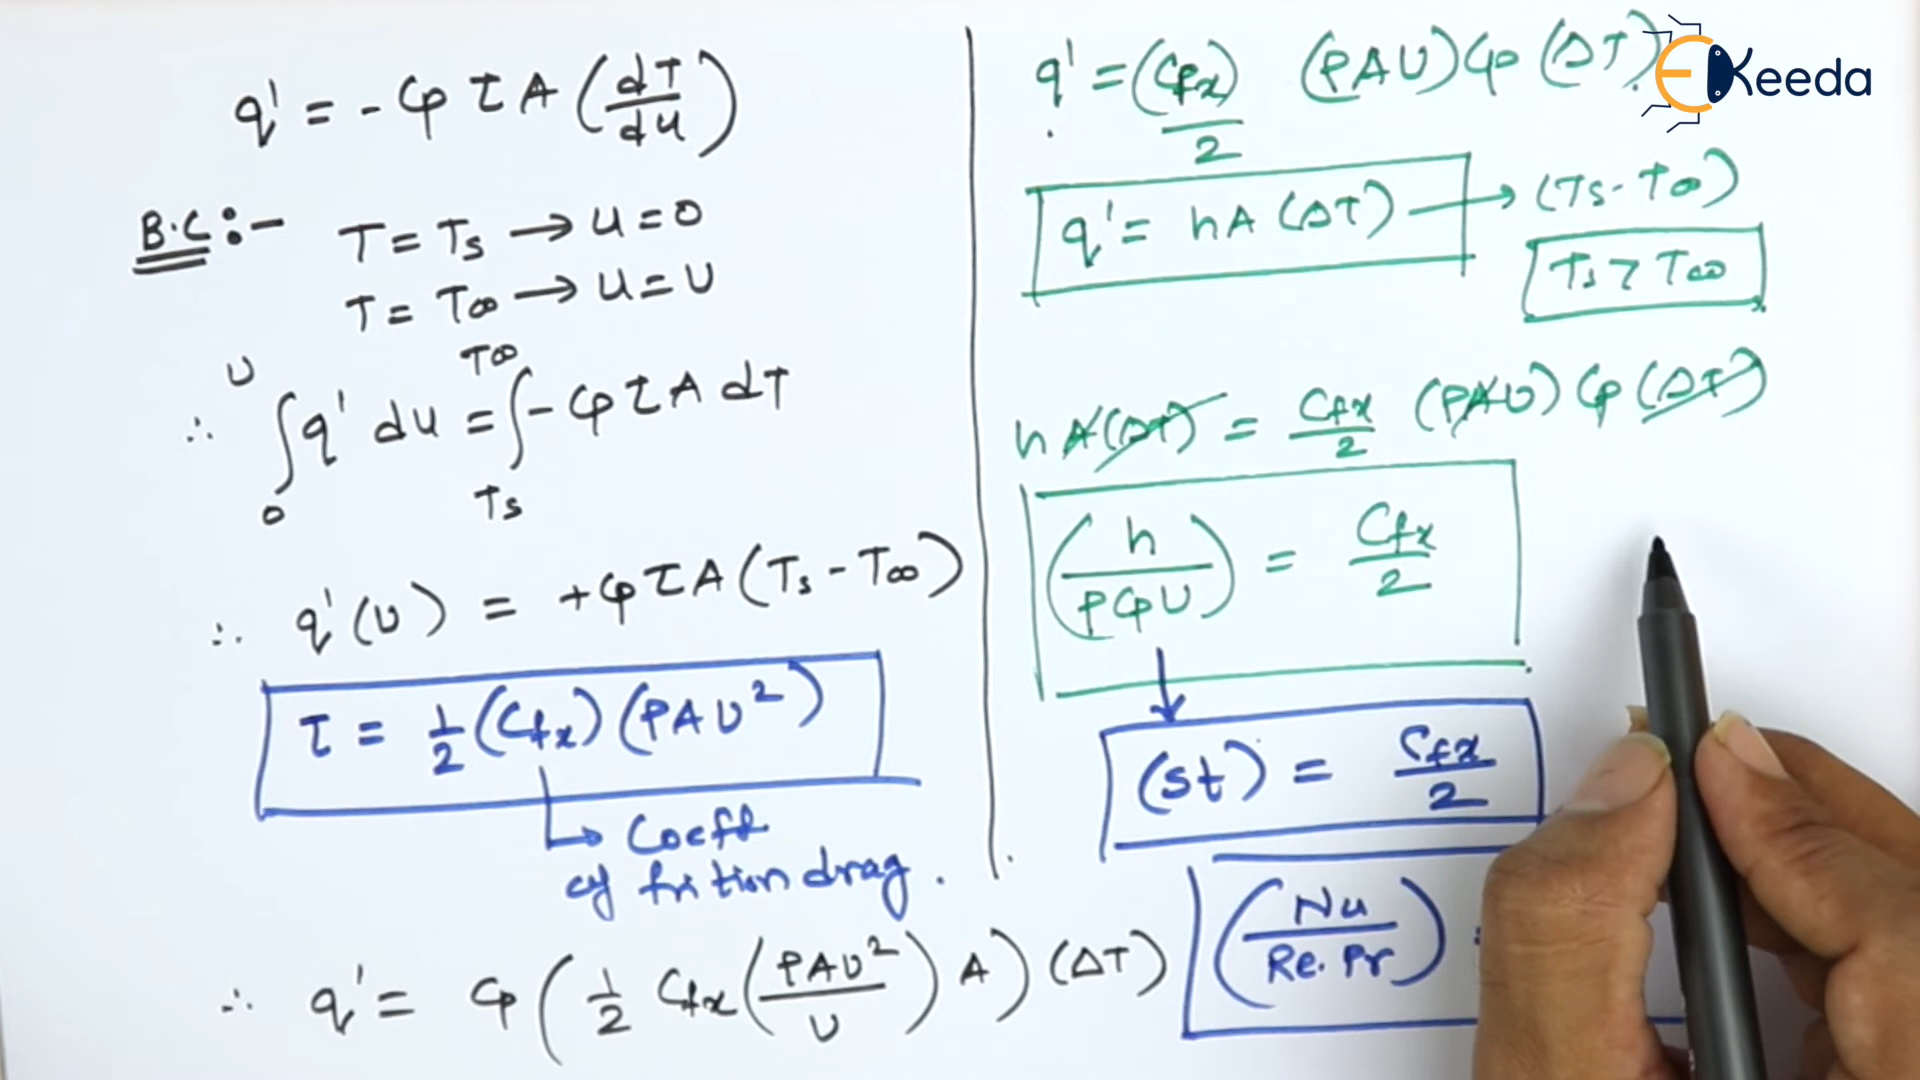 q' = - Cp τ A (dT/du)
B.C :- T = Ts → u = 0
T = T∞ → u = U
∴ ∫₀ᵁ q' du = ∫_Ts^T∞ - Cp τ A dT
∴ q'(U) = + Cp τ A (Ts - T∞)
τ = 1/2 (Cfx) (ρAU²)
↳ Coeff
of friction drag.
∴ q' = Cp (1/2 Cfx (ρAU²/U) A) (ΔT)
q' = (Cfx)/2 (ρAU) Cp (ΔT)
q' = hA (ΔT) → (Ts - T∞)
Ts > T∞
hA(ΔT) = Cfx/2 (ρAU) Cp (ΔT)
(h/ρCpU) = Cfx/2
(st) = Cfx/2
(Nu/Re.Pr) =
EKeeda